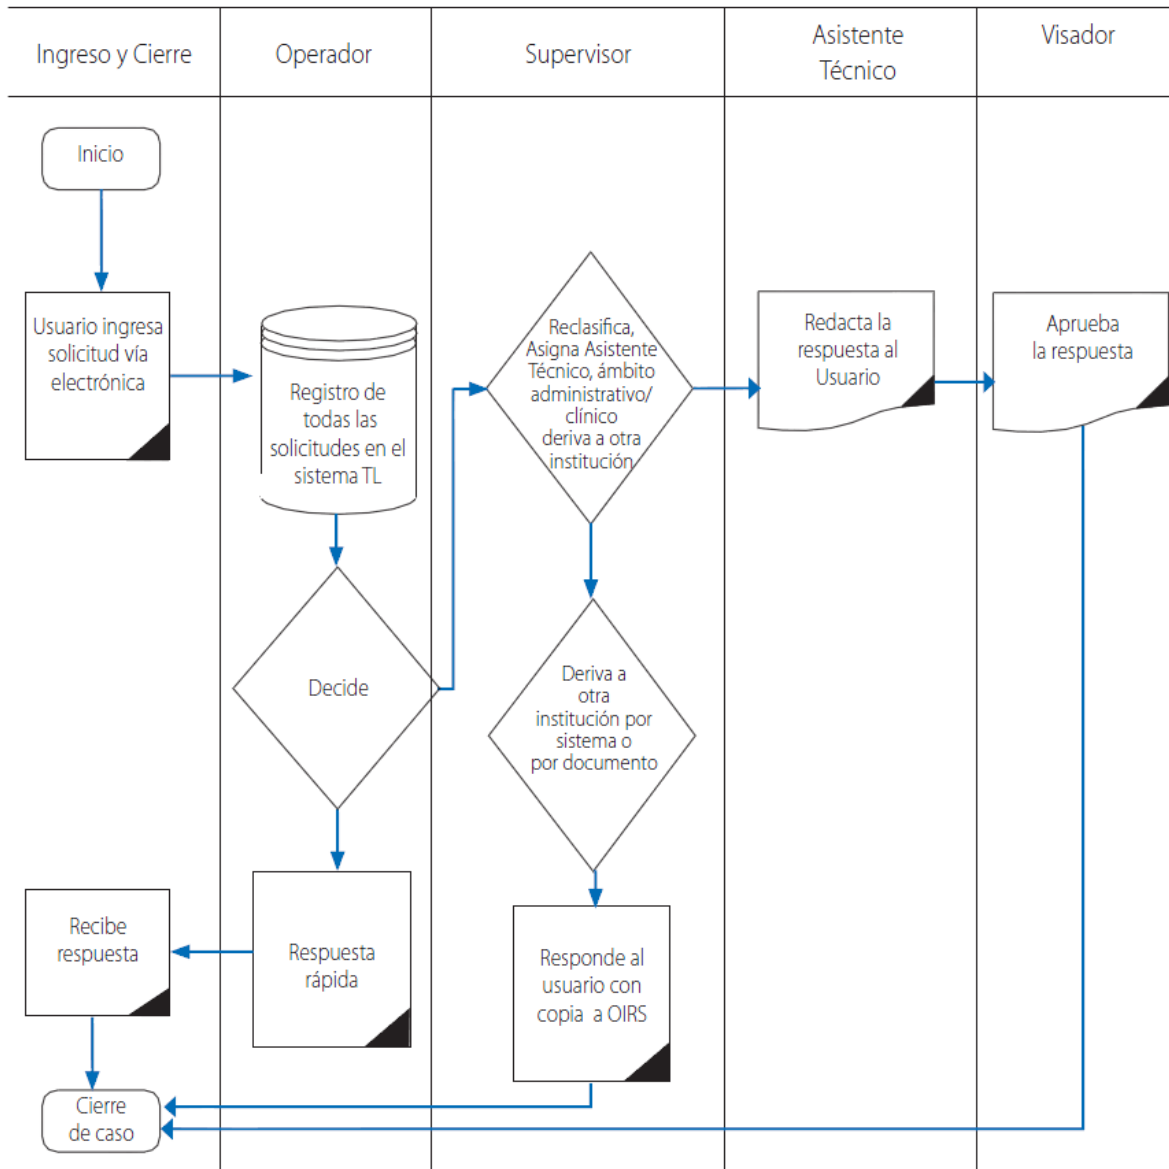 Ingreso y Cierre
Operador
Supervisor
Asistente
Técnico
Visador
Inicio
Usuario ingresa
solicitud vía
electrónica
Registro de
todas las
solicitudes en el
sistema TL
Decide
Respuesta
rápida
Recibe
respuesta
Cierre
de caso
Reclasifica,
Asigna Asistente
Técnico, ámbito
administrativo/
clínico
deriva a otra
institución
Deriva a
otra
institución por
sistema o
por documento
Responde al
usuario con
copia a OIRS
Redacta la
respuesta al
Usuario
Aprueba
la respuesta